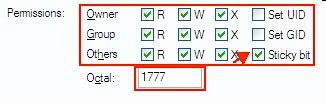 Permissions: Owner R W X Set UID
Group R W X Set GID
Others R W X Sticky bit
Octal: 1777